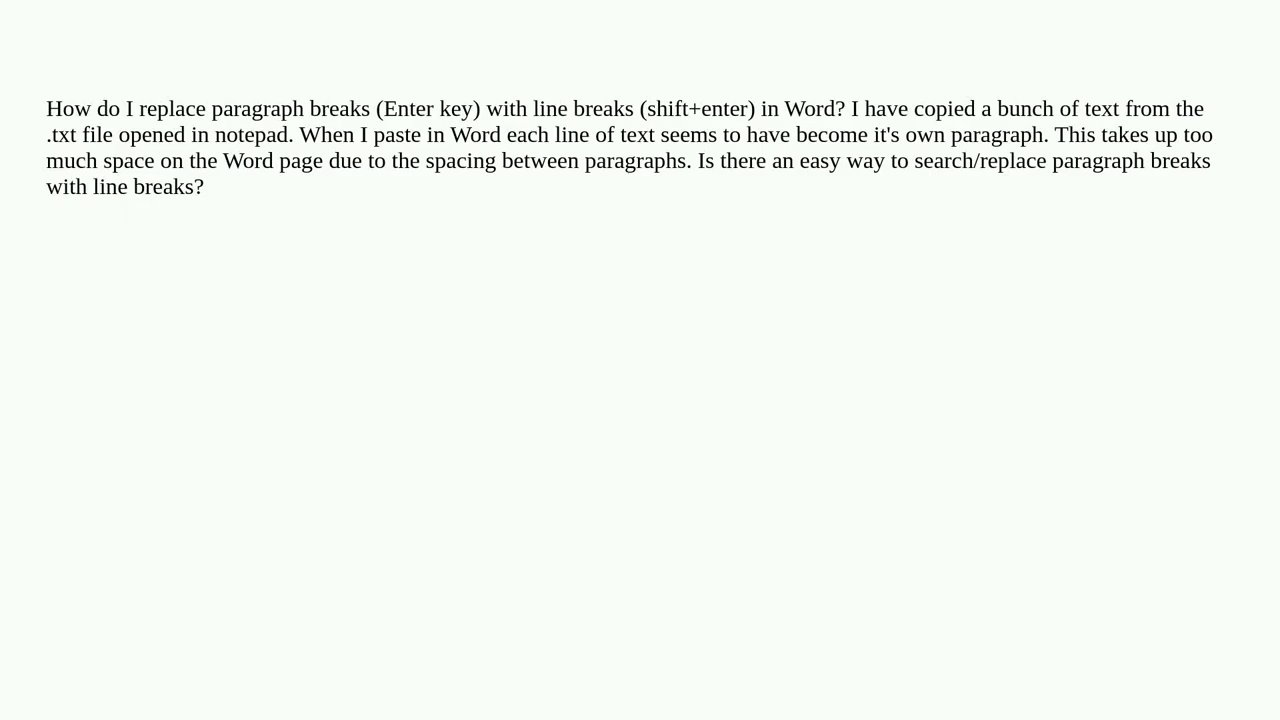 How do I replace paragraph breaks (Enter key) with line breaks (shift+enter) in Word? I have copied a bunch of text from the
.txt file opened in notepad. When I paste in Word each line of text seems to have become it's own paragraph. This takes up too
much space on the Word page due to the spacing between paragraphs. Is there an easy way to search/replace paragraph breaks
with line breaks?